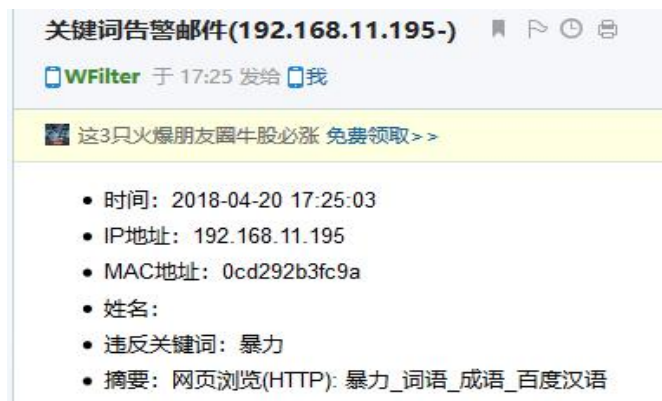 关键词告警邮件(192.168.11.195-)
WFilter 于 17:25 发给 我
这3只火爆朋友圈牛股必涨 免费领取>>
• 时间：2018-04-20 17:25:03
• IP地址：192.168.11.195
• MAC地址：0cd292b3fc9a
• 姓名：
• 违反关键词：暴力
• 摘要：网页浏览(HTTP): 暴力_词语_成语_百度汉语